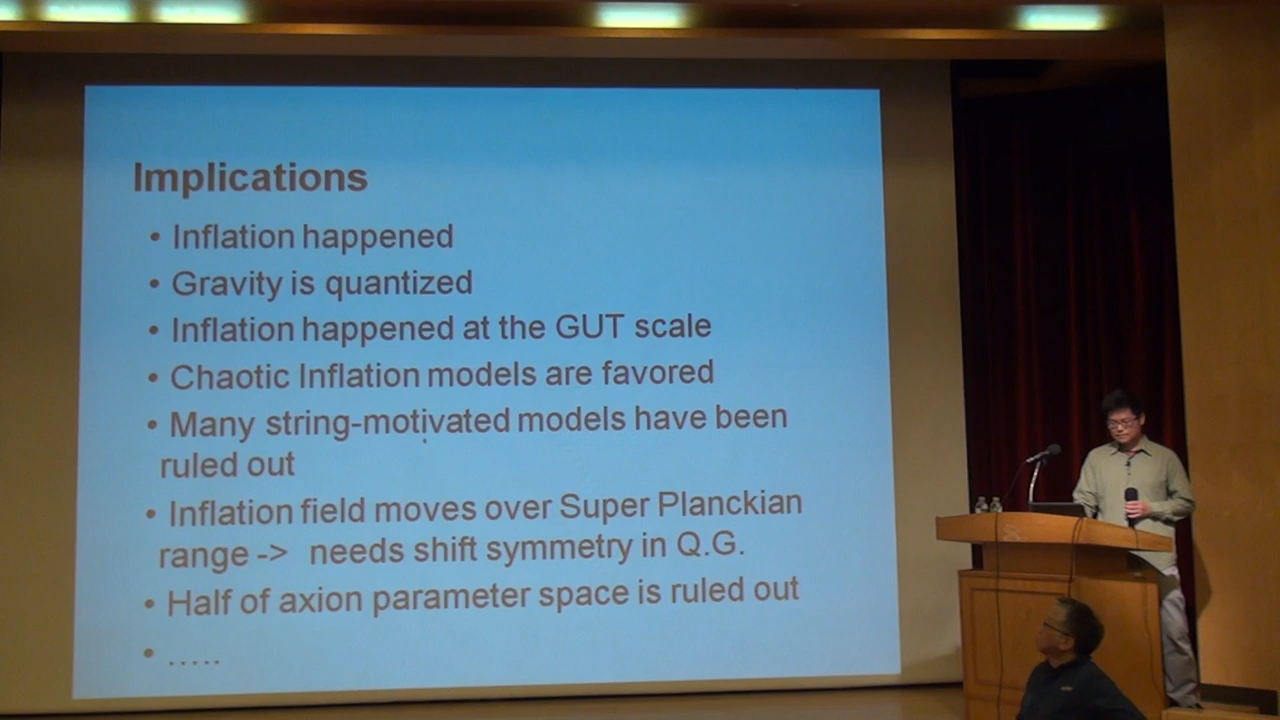 Implications
• Inflation happened
• Gravity is quantized
• Inflation happened at the GUT scale
• Chaotic Inflation models are favored
• Many string-motivated models have been
ruled out
• Inflation field moves over Super Planckian
range -> needs shift symmetry in Q.G.
• Half of axion parameter space is ruled out
• .....